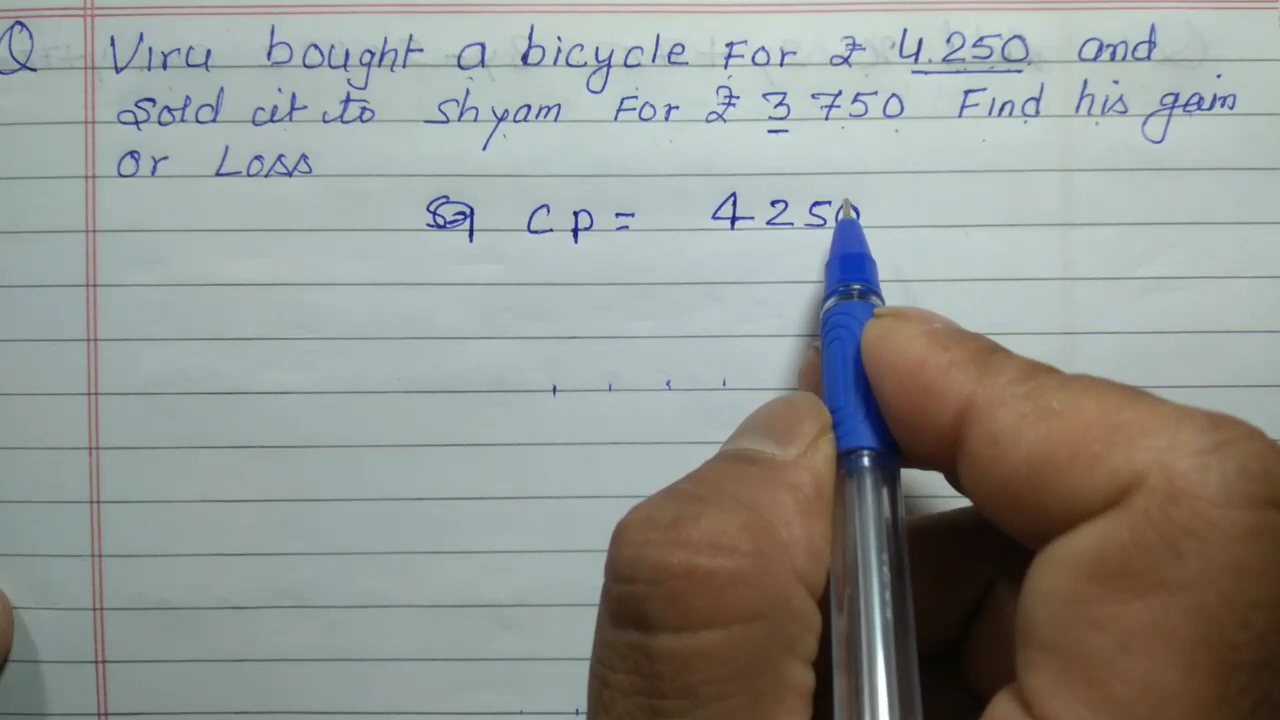 Q Viru bought a bicycle For ₹ 4250 and
sold it to Shyam For ₹ 3750 Find his gain
or Loss
CP = 4250